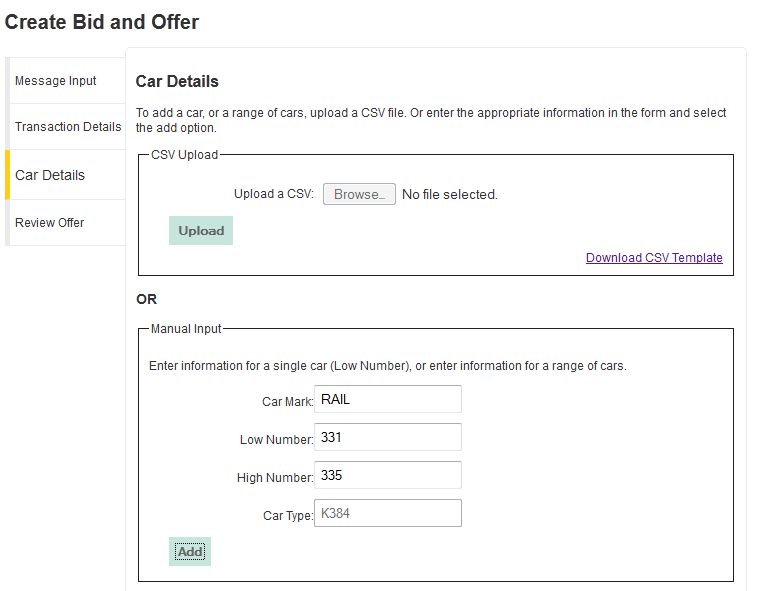 Create Bid and Offer
Message Input
Transaction Details
Car Details
Review Offer
Car Details
To add a car, or a range of cars, upload a CSV file. Or enter the appropriate information in the form and select
the add option.
CSV Upload
Upload a CSV: Browse... No file selected.
Upload
Download CSV Template
OR
Manual Input
Enter information for a single car (Low Number), or enter information for a range of cars.
Car Mark: RAIL
Low Number: 331
High Number: 335
Car Type: K384
Add